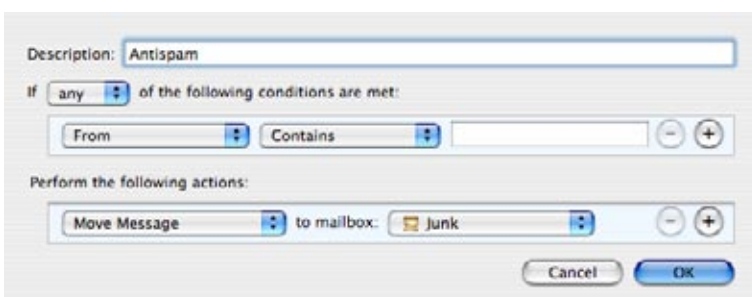 Description: Antispam
If any of the following conditions are met:
From Contains
Perform the following actions:
Move Message to mailbox: Junk
Cancel OK